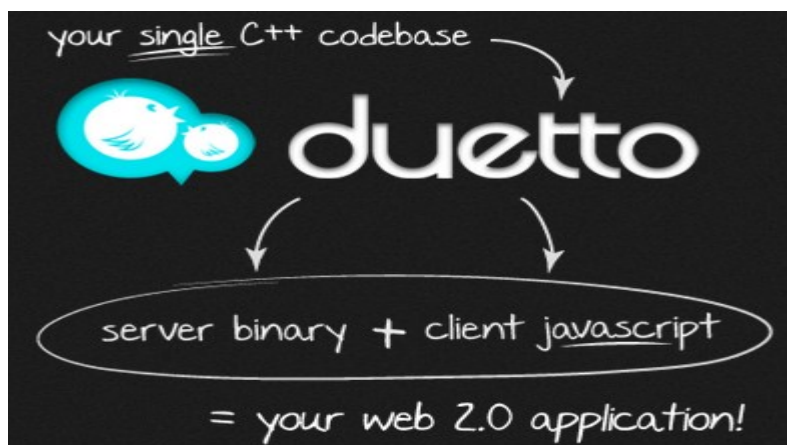 your single C++ codebase
duetto
server binary + client javascript
= your web 2.0 application!